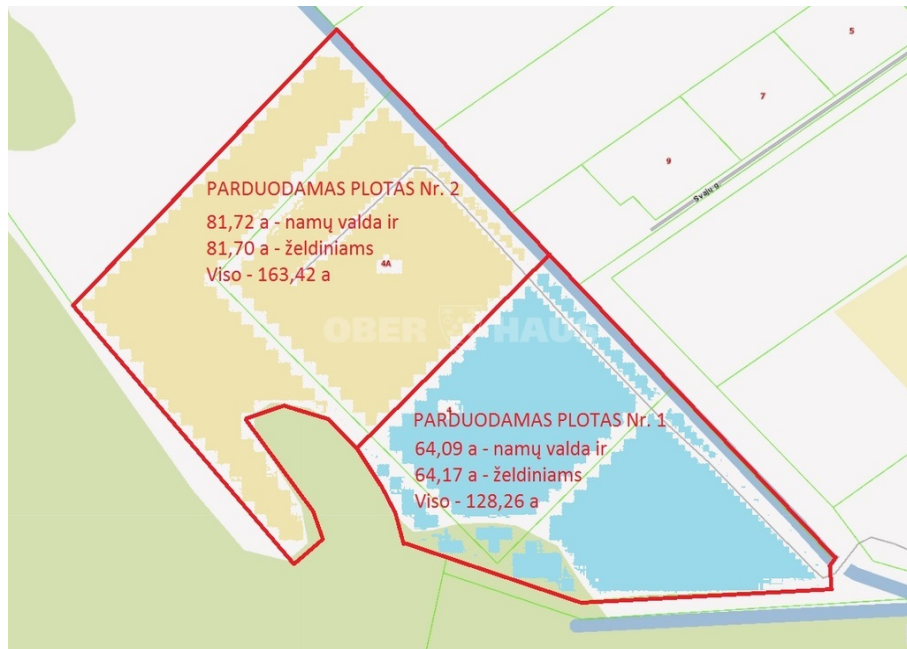 5
7
9
Svajų g.
PARDUODAMAS PLOTAS Nr. 2
81,72 a - namų valda ir
81,70 a - želdiniams
Viso - 163,42 a
4A
OBER HAUS
4
PARDUODAMAS PLOTAS Nr. 1
64,09 a - namų valda ir
64,17 a - želdiniams
Viso - 128,26 a